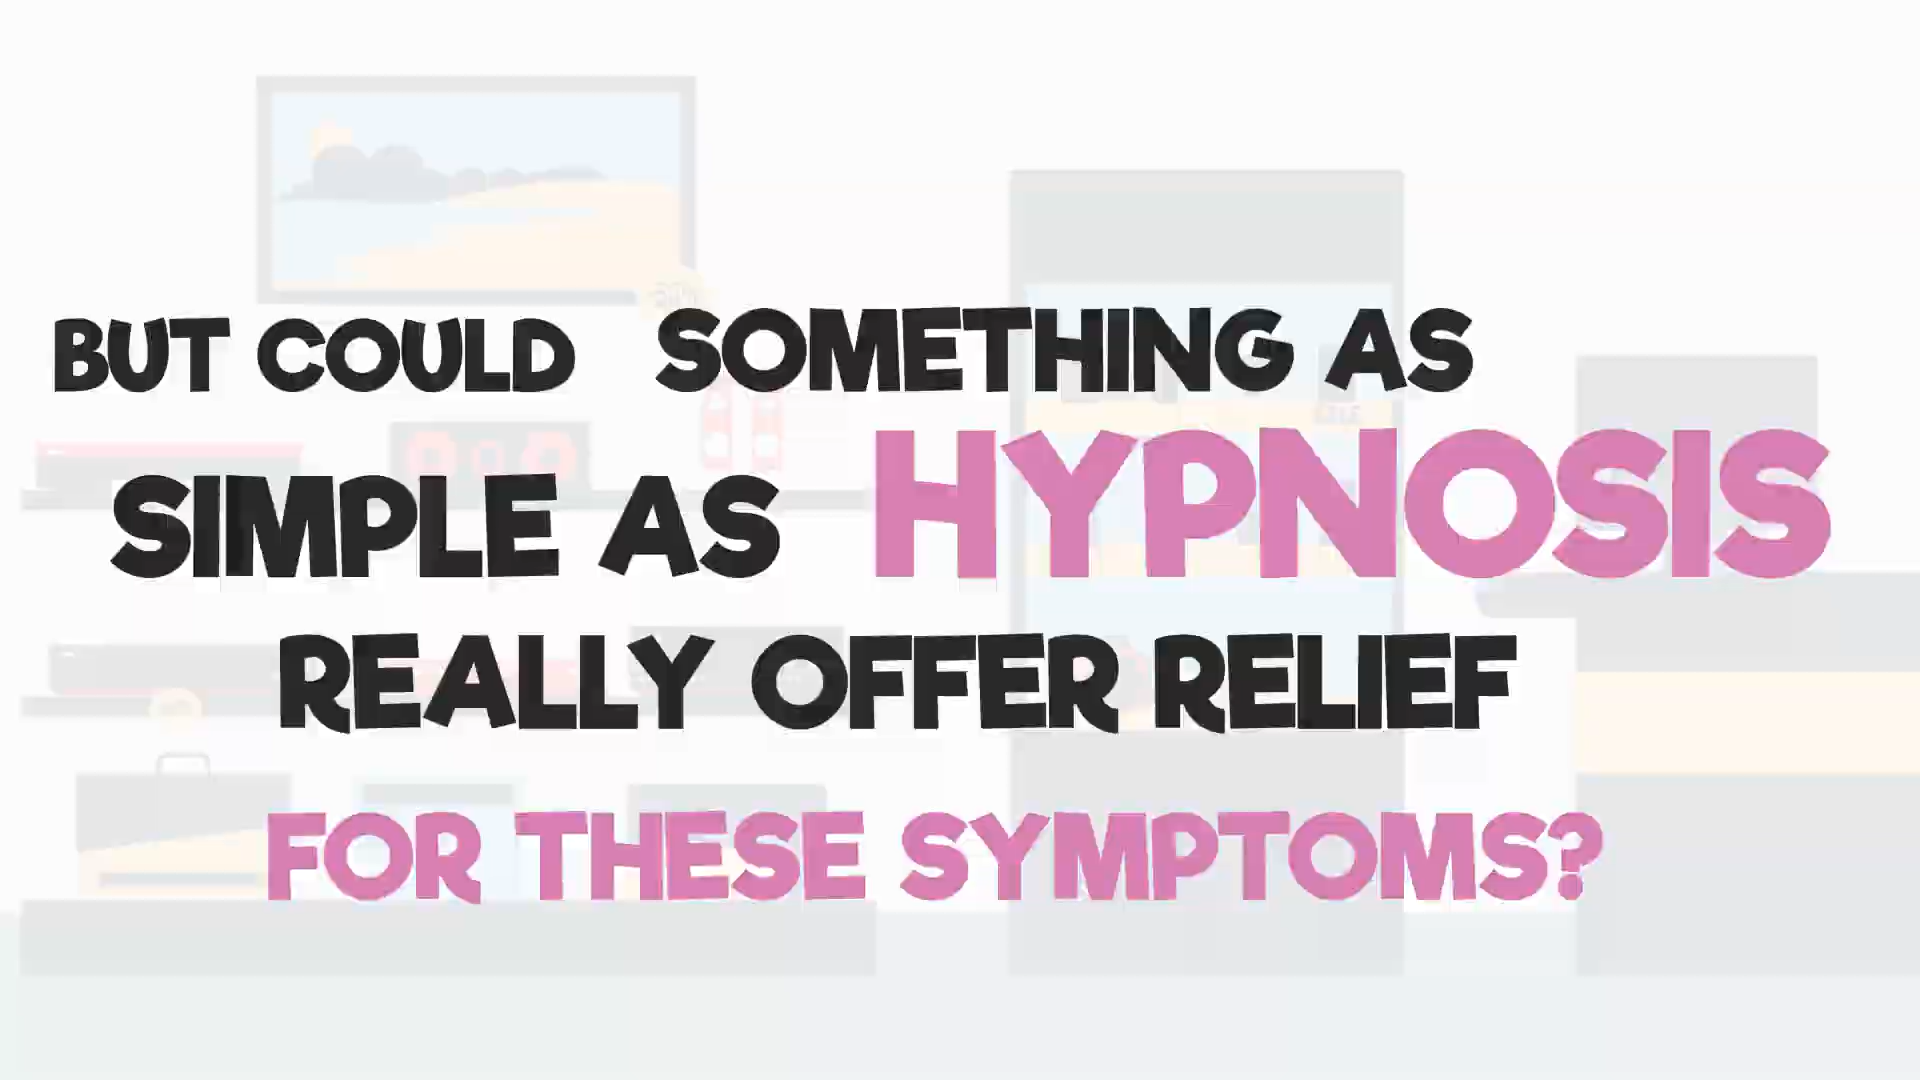 BUT COULD SOMETHING AS
SIMPLE AS HYPNOSIS
REALLY OFFER RELIEF
FOR THESE SYMPTOMS?